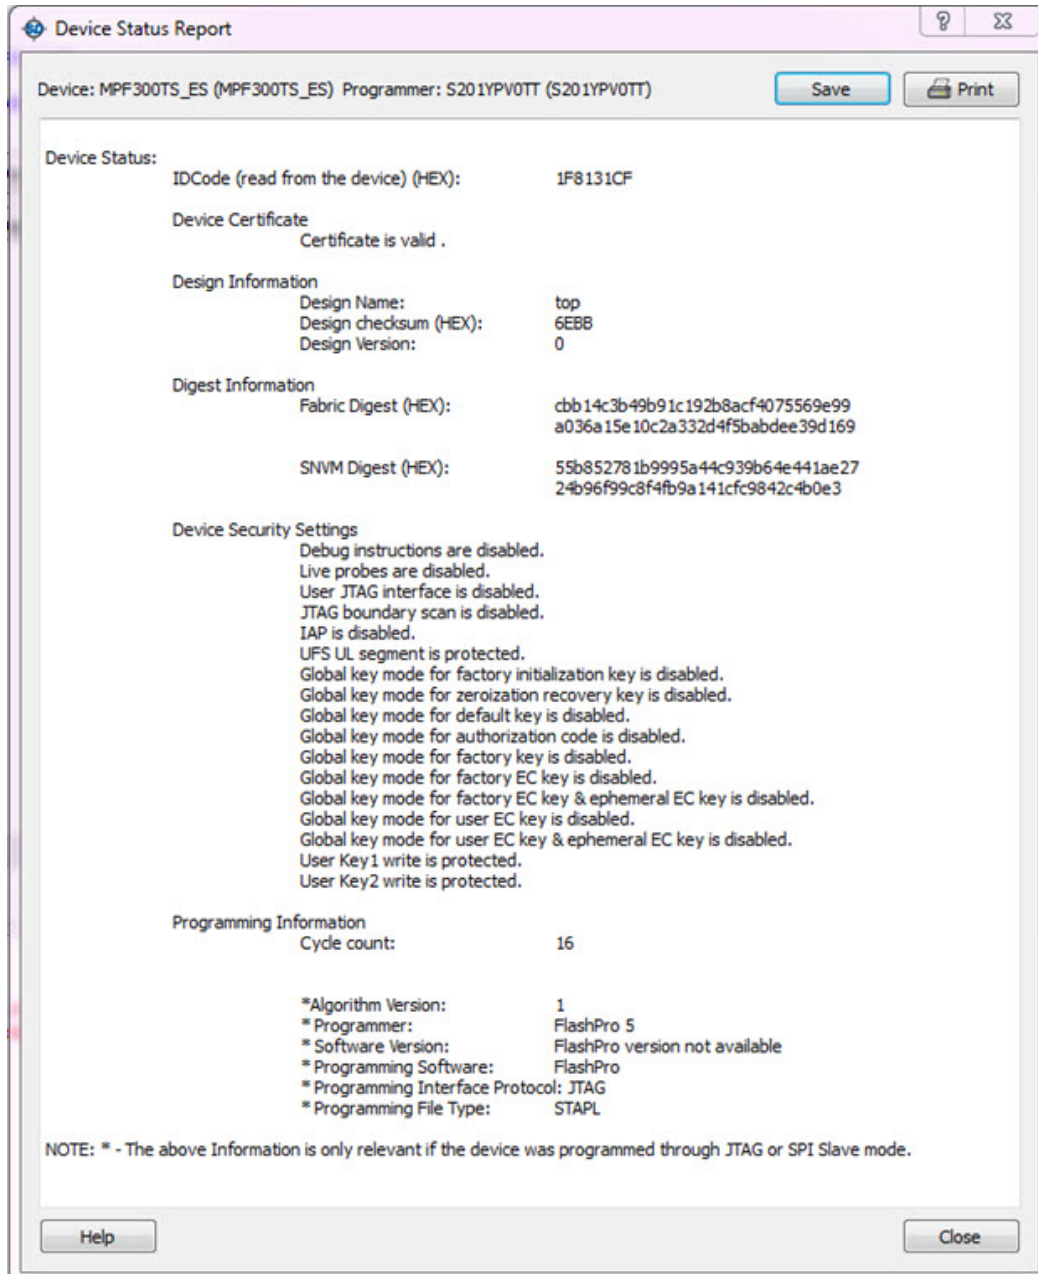 Device Status Report
Device: MPF300TS_ES (MPF300TS_ES) Programmer: S201YPV0TT (S201YPV0TT)
Save
Print
Device Status:
IDCode (read from the device) (HEX): 1F8131CF
Device Certificate
Certificate is valid .
Design Information
Design Name: top
Design checksum (HEX): 6EBB
Design Version: 0
Digest Information
Fabric Digest (HEX): cbb14c3b49b91c192b8acf4075569e99
a036a15e10c2a332d4f5babdee39d169
SNVM Digest (HEX): 55b852781b9995a44c939b64e441ae27
24b96f99c8f4fb9a141cfc9842c4b0e3
Device Security Settings
Debug instructions are disabled.
Live probes are disabled.
User JTAG interface is disabled.
JTAG boundary scan is disabled.
IAP is disabled.
UFS UL segment is protected.
Global key mode for factory initialization key is disabled.
Global key mode for zeroization recovery key is disabled.
Global key mode for default key is disabled.
Global key mode for authorization code is disabled.
Global key mode for factory key is disabled.
Global key mode for factory EC key is disabled.
Global key mode for factory EC key & ephemeral EC key is disabled.
Global key mode for user EC key is disabled.
Global key mode for user EC key & ephemeral EC key is disabled.
User Key1 write is protected.
User Key2 write is protected.
Programming Information
Cycle count: 16
*Algorithm Version: 1
* Programmer: FlashPro 5
* Software Version: FlashPro version not available
* Programming Software: FlashPro
* Programming Interface Protocol: JTAG
* Programming File Type: STAPL
NOTE: * - The above Information is only relevant if the device was programmed through JTAG or SPI Slave mode.
Help
Close